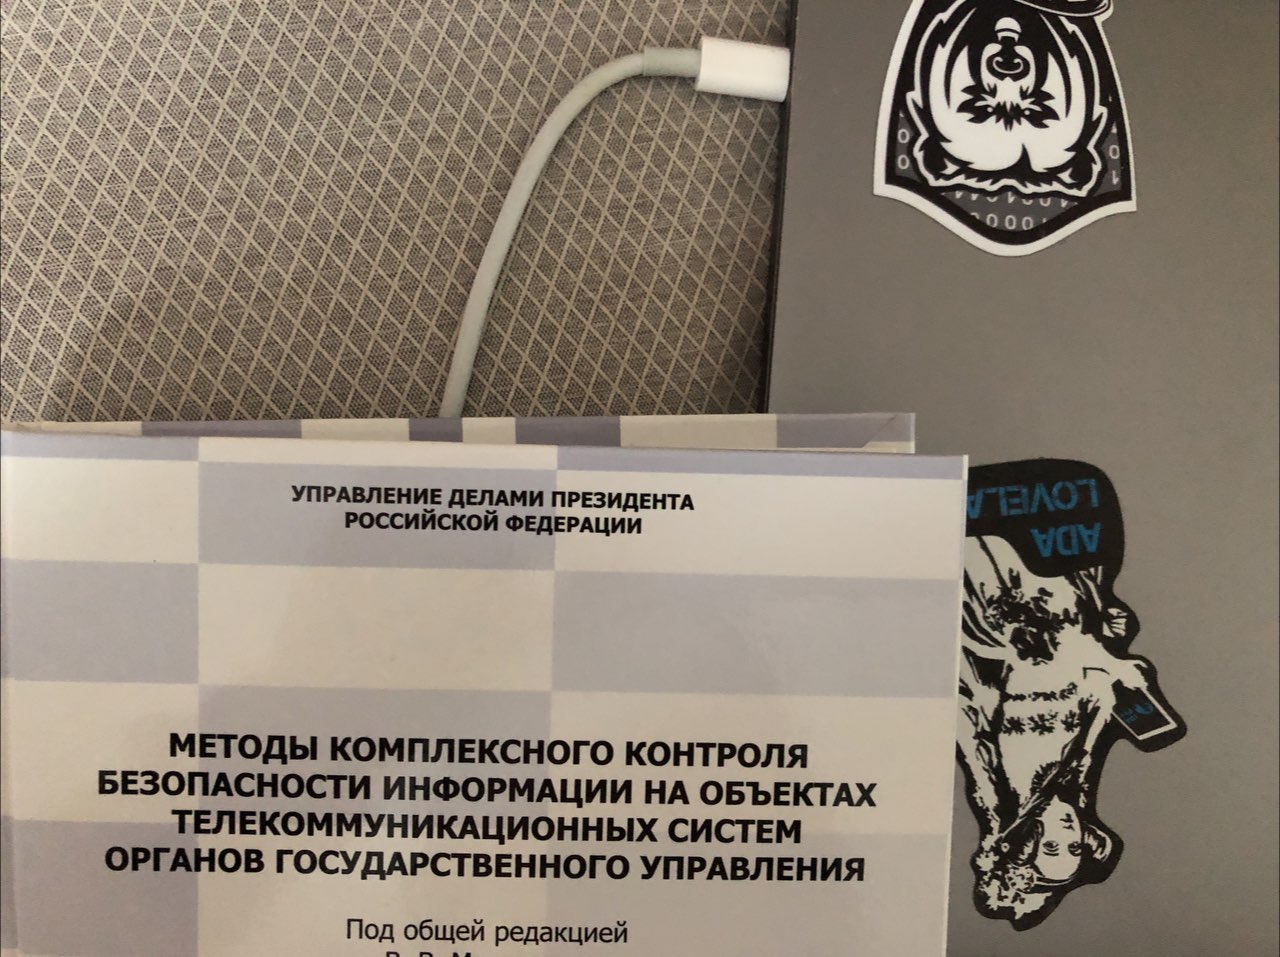 УПРАВЛЕНИЕ ДЕЛАМИ ПРЕЗИДЕНТА
РОССИЙСКОЙ ФЕДЕРАЦИИ
МЕТОДЫ КОМПЛЕКСНОГО КОНТРОЛЯ
БЕЗОПАСНОСТИ ИНФОРМАЦИИ НА ОБЪЕКТАХ
ТЕЛЕКОММУНИКАЦИОННЫХ СИСТЕМ
ОРГАНОВ ГОСУДАРСТВЕННОГО УПРАВЛЕНИЯ
Под общей редакцией
ADA